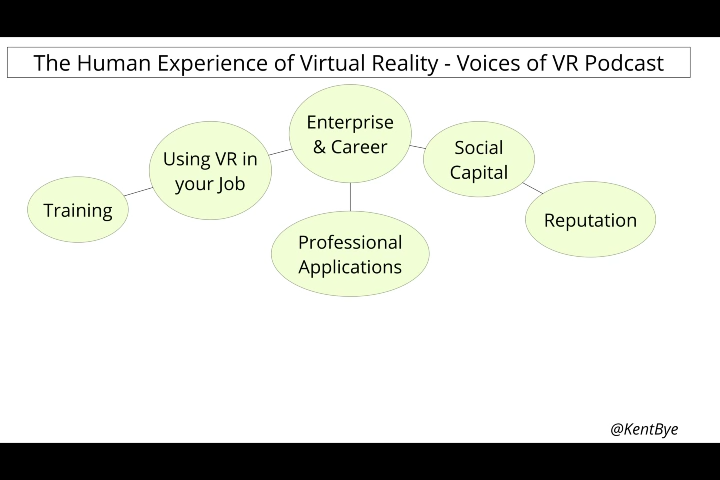 The Human Experience of Virtual Reality - Voices of VR Podcast
Enterprise
& Career
Using VR in
your Job
Social
Capital
Training
Reputation
Professional
Applications
@KentBye